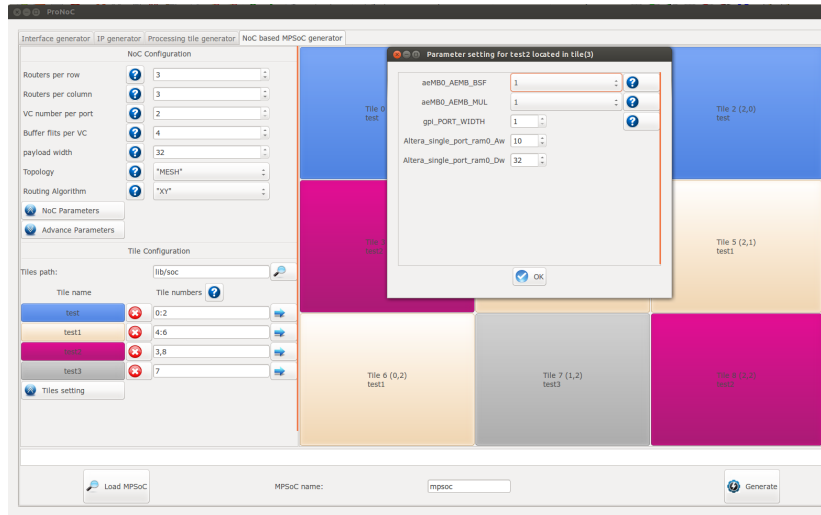 ProNoC
Interface generator IP generator Processing tile generator NoC based MPSoC generator
NoC Configuration
Routers per row 3
Routers per column 3
VC number per port 2
Buffer flits per VC 4
payload width 32
Topology "MESH"
Routing Algorithm "XY"
NoC Parameters
Advance Parameters
Tile Configuration
Tiles path: lib/soc
Tile name Tile numbers
test 0:2
test1 4:6
test2 3,8
test3 7
Tiles setting
Parameter setting for test2 located in tile(3)
aeMB0_AEMB_BSF 1
aeMB0_AEMB_MUL 1
gpi_PORT_WIDTH 1
Altera_single_port_ram0_Aw 10
Altera_single_port_ram0_Dw 32
OK
Tile 0
test
Tile 2 (2,0)
test
Tile 5 (2,1)
test1
Tile 6 (0,2)
test1
Tile 7 (1,2)
test3
Tile 8 (2,2)
test2
Load MPSoC
MPSoC name: mpsoc
Generate